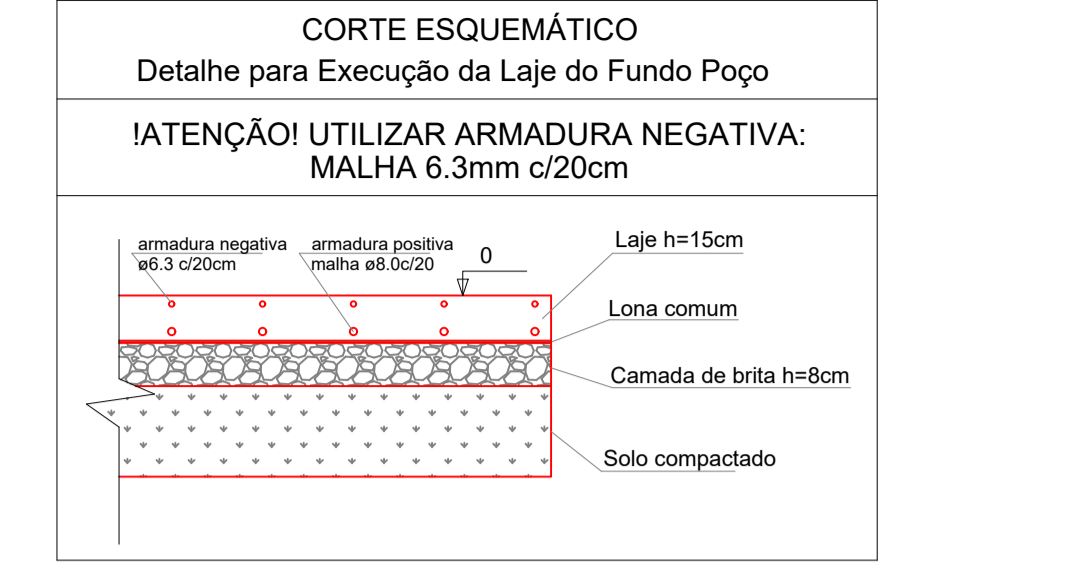 CORTE ESQUEMÁTICO
Detalhe para Execução da Laje do Fundo Poço
!ATENÇÃO! UTILIZAR ARMADURA NEGATIVA:
MALHA 6.3mm c/20cm
armadura negativa
ø6.3 c/20cm
armadura positiva
malha ø8.0c/20
0
Laje h=15cm
Lona comum
Camada de brita h=8cm
Solo compactado